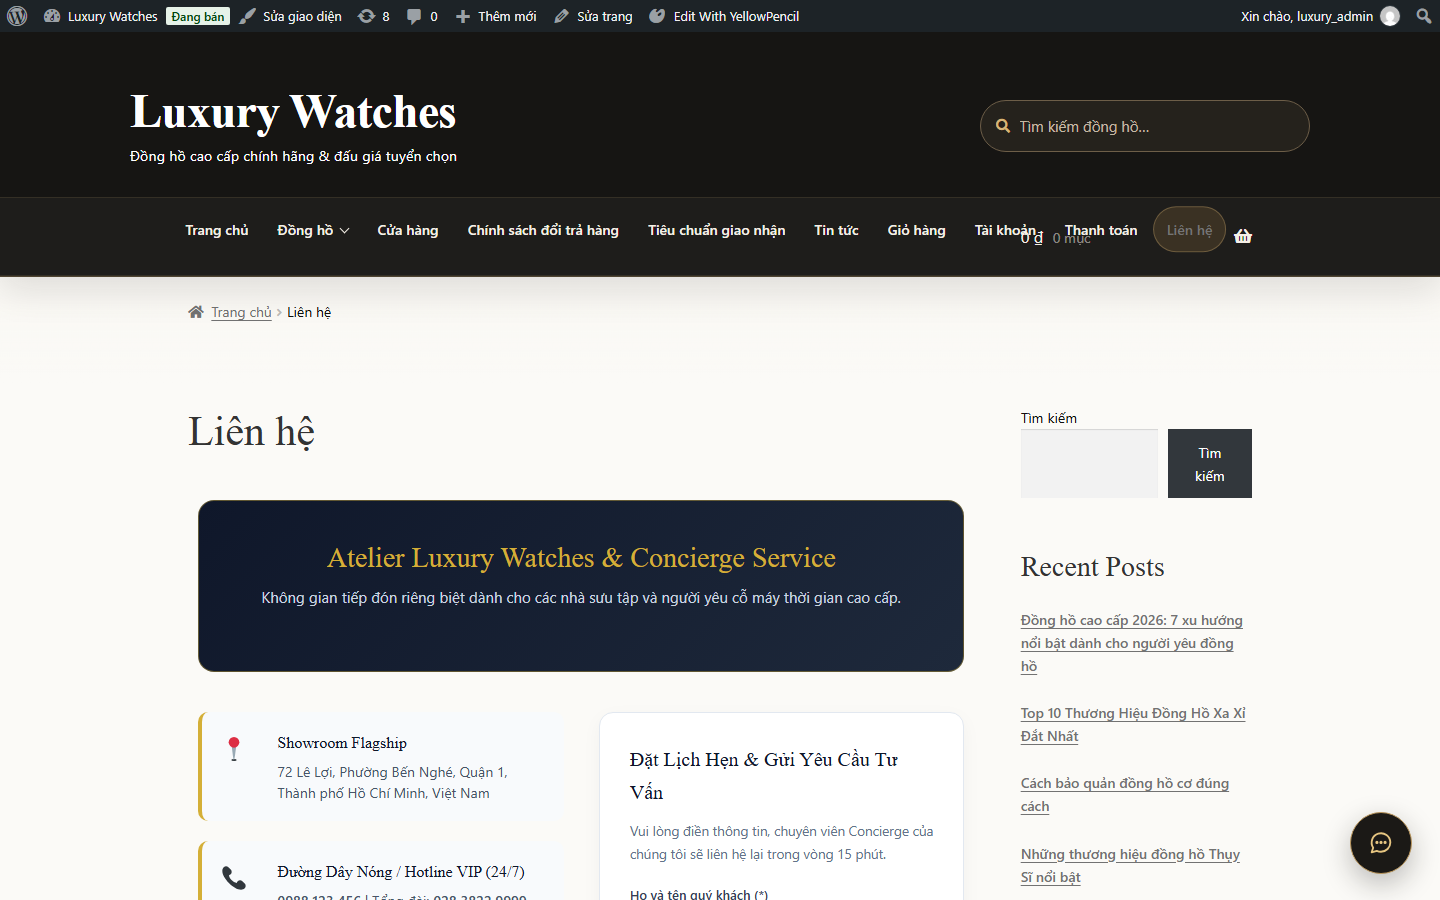 Luxury Watches Đang bán Sửa giao diện 8 0 Thêm mới Sửa trang Edit With YellowPencil Xin chào, luxury_admin
Luxury Watches
Đồng hồ cao cấp chính hãng & đấu giá tuyển chọn
Tìm kiếm đồng hồ...
Trang chủ Đồng hồ Cửa hàng Chính sách đổi trả hàng Tiêu chuẩn giao nhận Tin tức Giỏ hàng Tài khoản Thanh toán Liên hệ
0 ₫ 0 mục
Trang chủ Liên hệ
Liên hệ
Atelier Luxury Watches & Concierge Service
Không gian tiếp đón riêng biệt dành cho các nhà sưu tập và người yêu cỗ máy thời gian cao cấp.
Showroom Flagship
72 Lê Lợi, Phường Bến Nghé, Quận 1,
Thành phố Hồ Chí Minh, Việt Nam
Đường Dây Nóng / Hotline VIP (24/7)
0988 123 456 | Tổng đài: 028 3822 9999
Đặt Lịch Hẹn & Gửi Yêu Cầu Tư
Vấn
Vui lòng điền thông tin, chuyên viên Concierge của
chúng tôi sẽ liên hệ lại trong vòng 15 phút.
Họ và tên quý khách (*)
Tìm kiếm
Tìm
kiếm
Recent Posts
Đồng hồ cao cấp 2026: 7 xu hướng
nổi bật dành cho người yêu đồng
hồ
Top 10 Thương Hiệu Đồng Hồ Xa Xỉ
Đắt Nhất
Cách bảo quản đồng hồ cơ đúng
cách
Những thương hiệu đồng hồ Thụy
Sĩ nổi bật